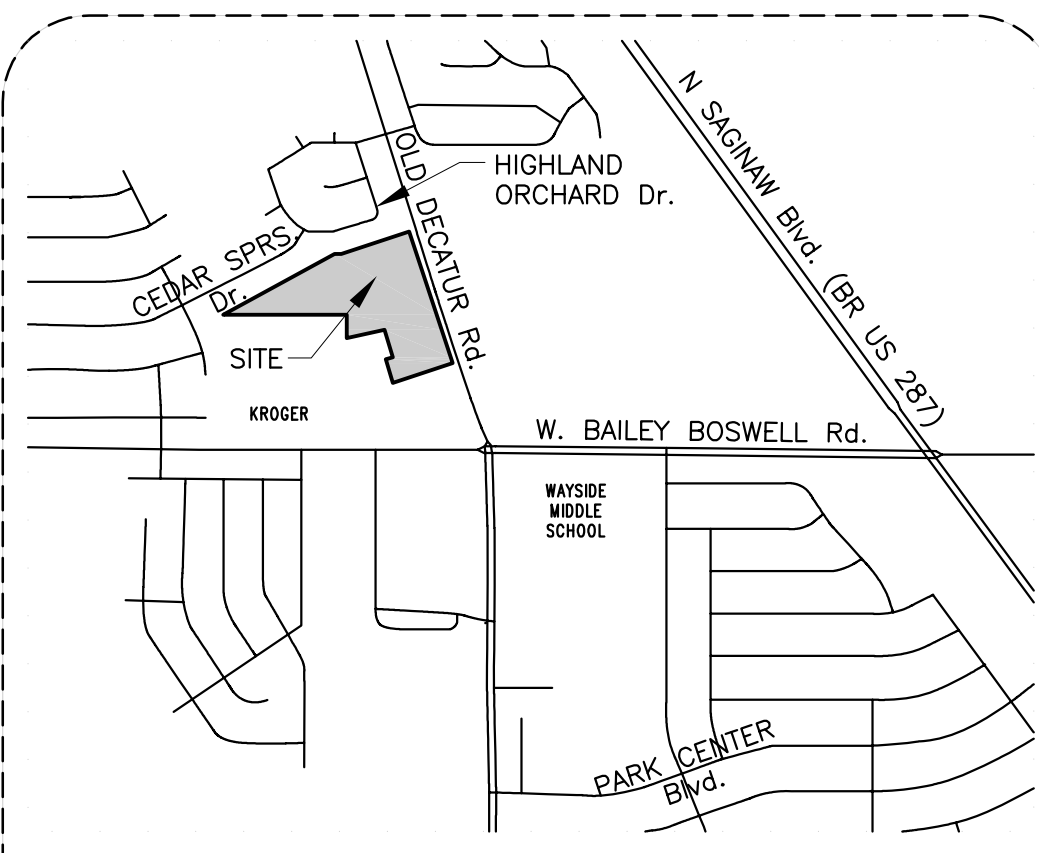 N SAGINAW Blvd. (BR US 287)
OLD DECATUR Rd.
HIGHLAND
ORCHARD Dr.
CEDAR SPRS.
Dr.
SITE
KROGER
W. BAILEY BOSWELL Rd.
WAYSIDE
MIDDLE
SCHOOL
PARK CENTER
Blvd.